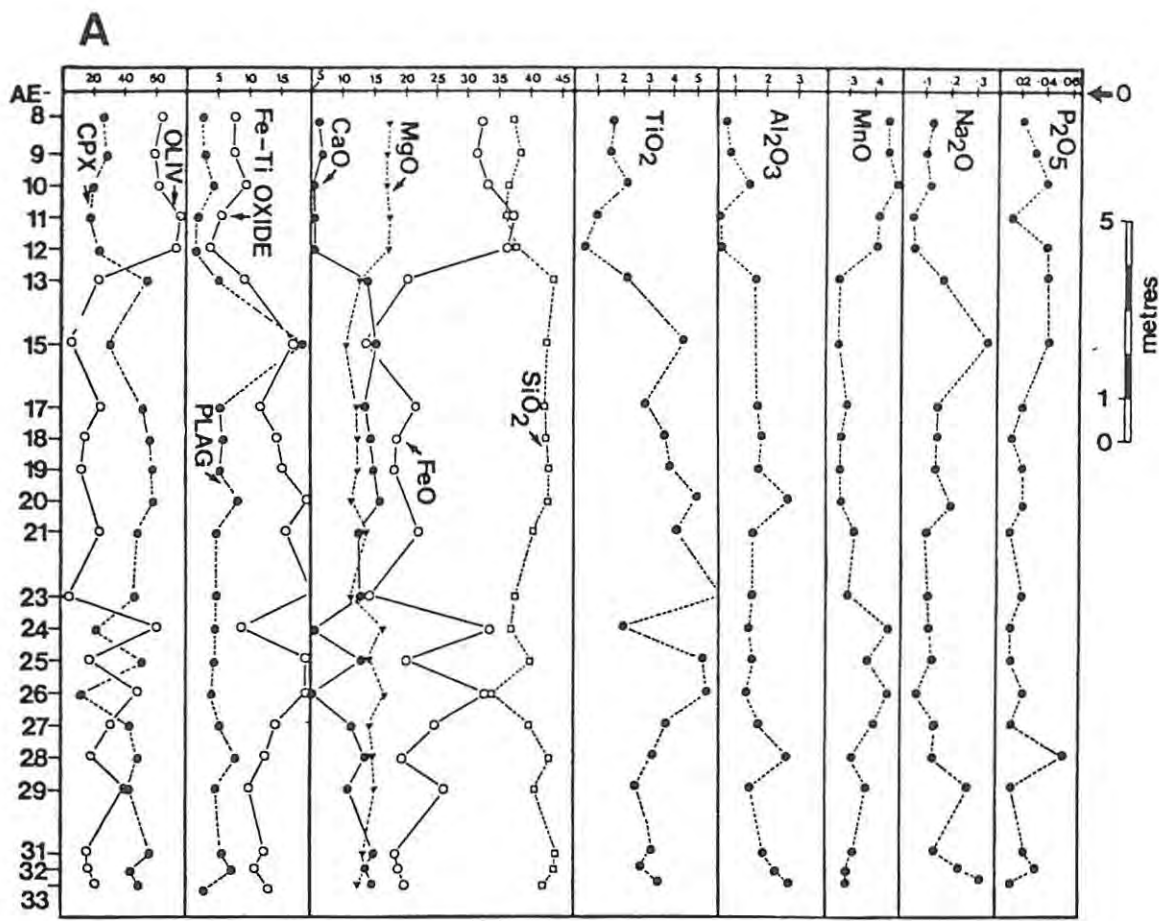 A
20 40 60 5 10 15 5 10 15 20 25 30 35 40 45 1 2 3 4 5 1 2 3 ·3 ·4 ·1 ·2 ·3 ·02 ·04 ·06
AE-
0
8
9
10
11
12
13
15
17
18
19
20
21
23
24
25
26
27
28
29
31
32
33
CPX
OLIV
Fe-Ti OXIDE
PLAG
CaO
MgO
FeO
SiO₂
TiO₂
Al₂O₃
MnO
Na₂O
P₂O₅
5
1
0
metres